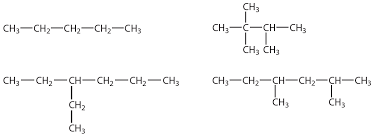 CH₃—CH₂—CH₂—CH₂—CH₃
CH₃
CH₃—C—CH—CH₃
CH₃ CH₃
CH₃—CH₂—CH—CH₂—CH₂—CH₃
CH₂
CH₃
CH₃—CH₂—CH—CH₂—CH—CH₃
CH₃ CH₃